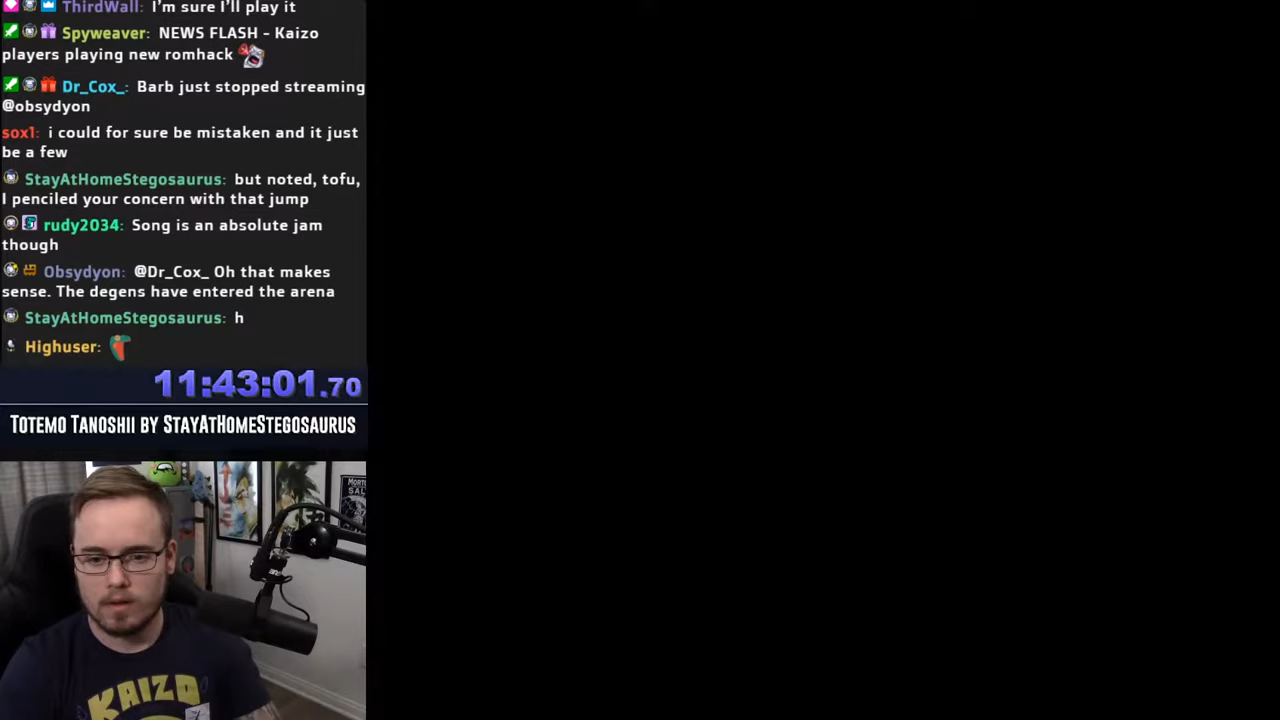 ThirdWall: I'm sure I'll play it
Spyweaver: NEWS FLASH - Kaizo
players playing new romhack
Dr_Cox_: Barb just stopped streaming
@obsydyon
sox1: i could for sure be mistaken and it just
be a few
StayAtHomeStegosaurus: but noted, tofu,
I penciled your concern with that jump
rudy2034: Song is an absolute jam
though
Obsydyon: @Dr_Cox_ Oh that makes
sense. The degens have entered the arena
StayAtHomeStegosaurus: h
Highuser:
11:43:01.70
TOTEMO TANOSHII BY STAYATHOMESTEGOSAURUS
KAIZO